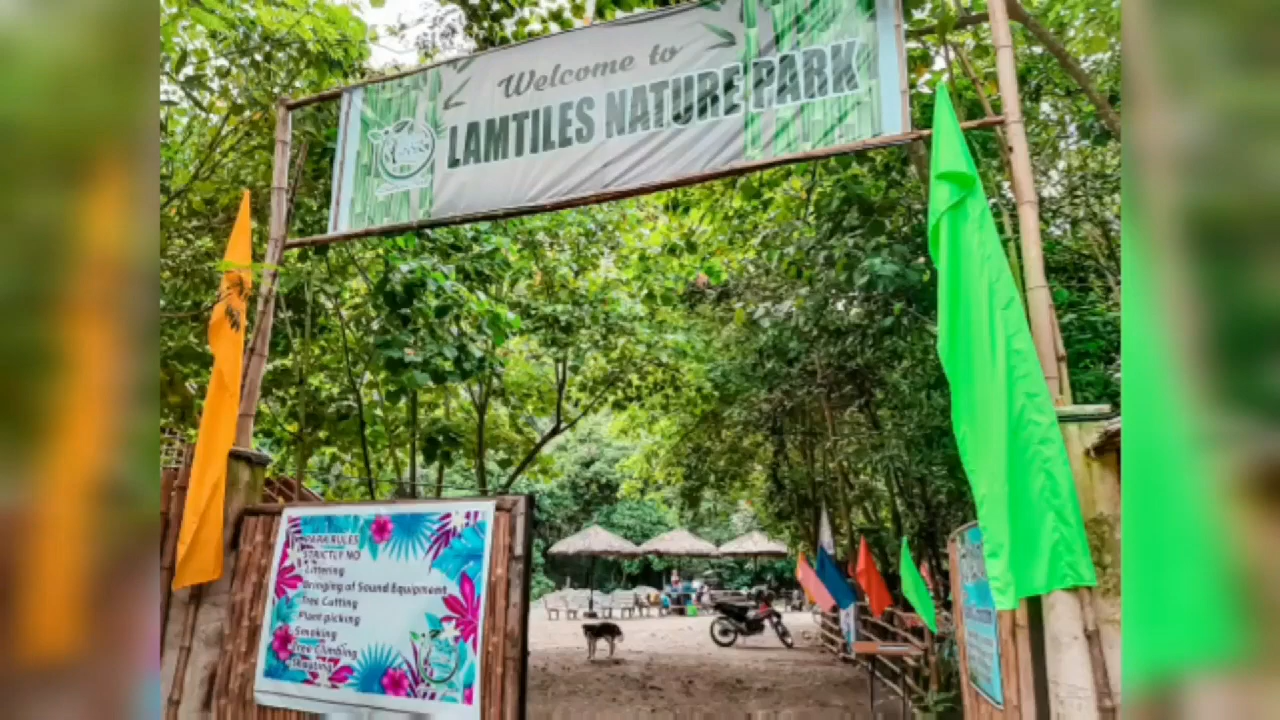 Welcome to
LAMTILES NATURE PARK
PARK RULES
STRICTLY NO
Littering
Bringing of Sound Equipment
Tree Cutting
Plant picking
Smoking
Tree Climbing
Shouting